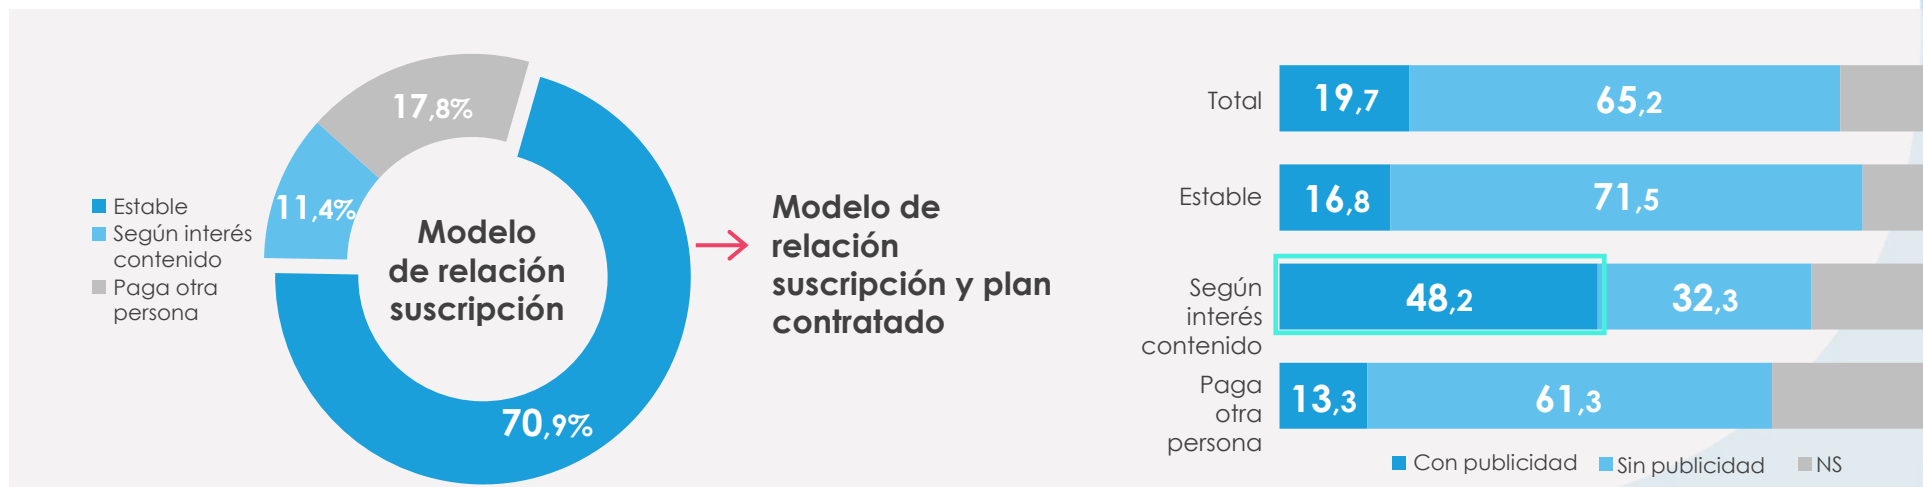 17,8%
11,4%
70,9%
Estable
Según interés
contenido
Paga otra
persona
Modelo
de relación
suscripción
Modelo de
relación
suscripción y plan
contratado
Total
19,7
65,2
Estable
16,8
71,5
Según
interés
contenido
48,2
32,3
Paga
otra
persona
13,3
61,3
Con publicidad
Sin publicidad
NS